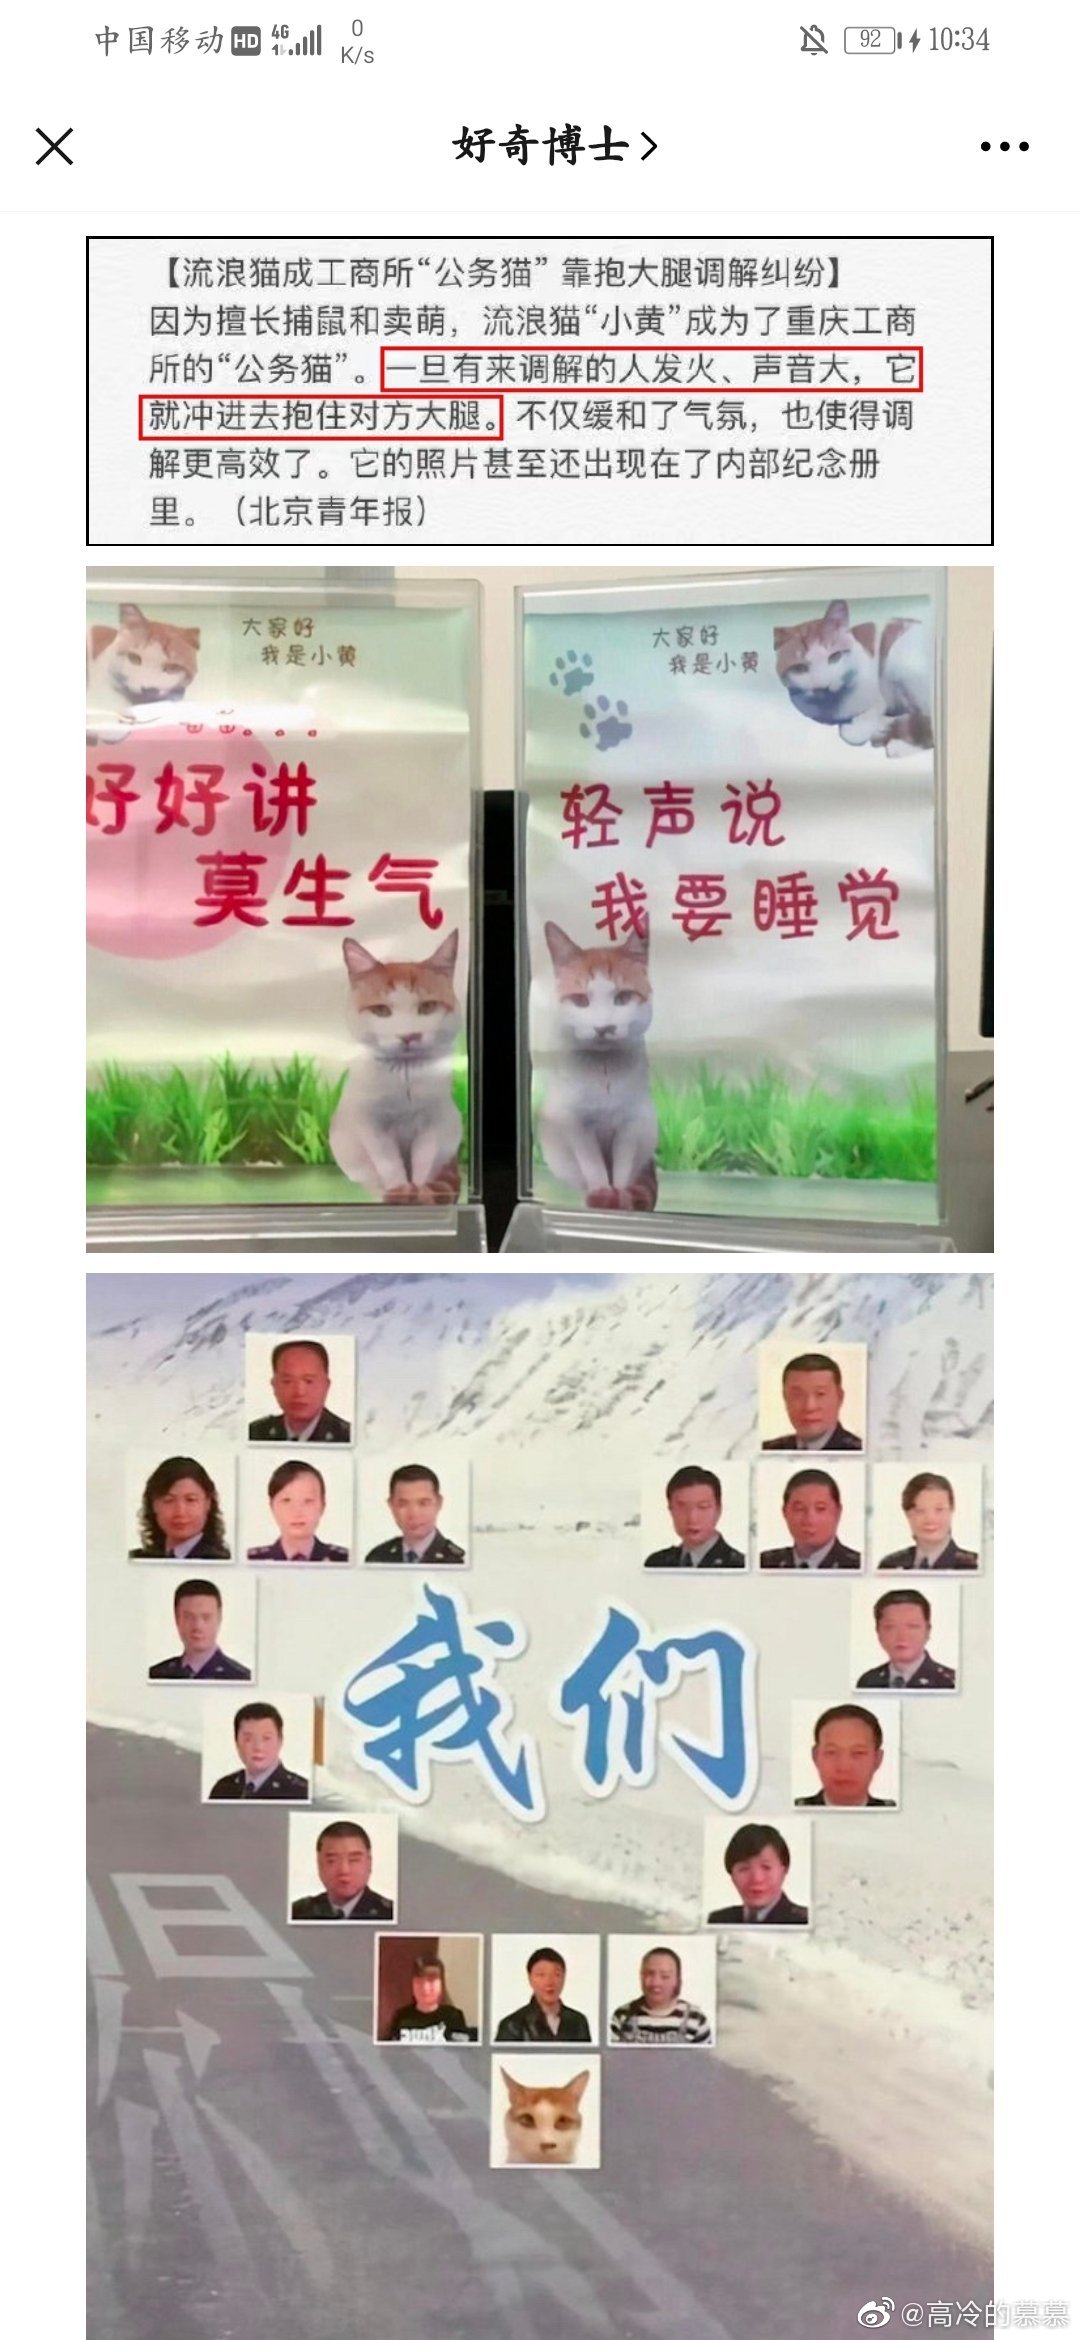 中国移动 HD 4G 0 K/s 92 10:34
好奇博士
【流浪猫成工商所“公务猫” 靠抱大腿调解纠纷】
因为擅长捕鼠和卖萌，流浪猫“小黄”成为了重庆工商
所的“公务猫”。一旦有来调解的人发火、声音大，它
就冲进去抱住对方大腿。不仅缓和了气氛，也使得调
解更高效了。它的照片甚至还出现在了内部纪念册
里。（北京青年报）
大家好
我是小黄
好好讲
莫生气
大家好
我是小黄
轻声说
我要睡觉
我们
@高冷的慕慕